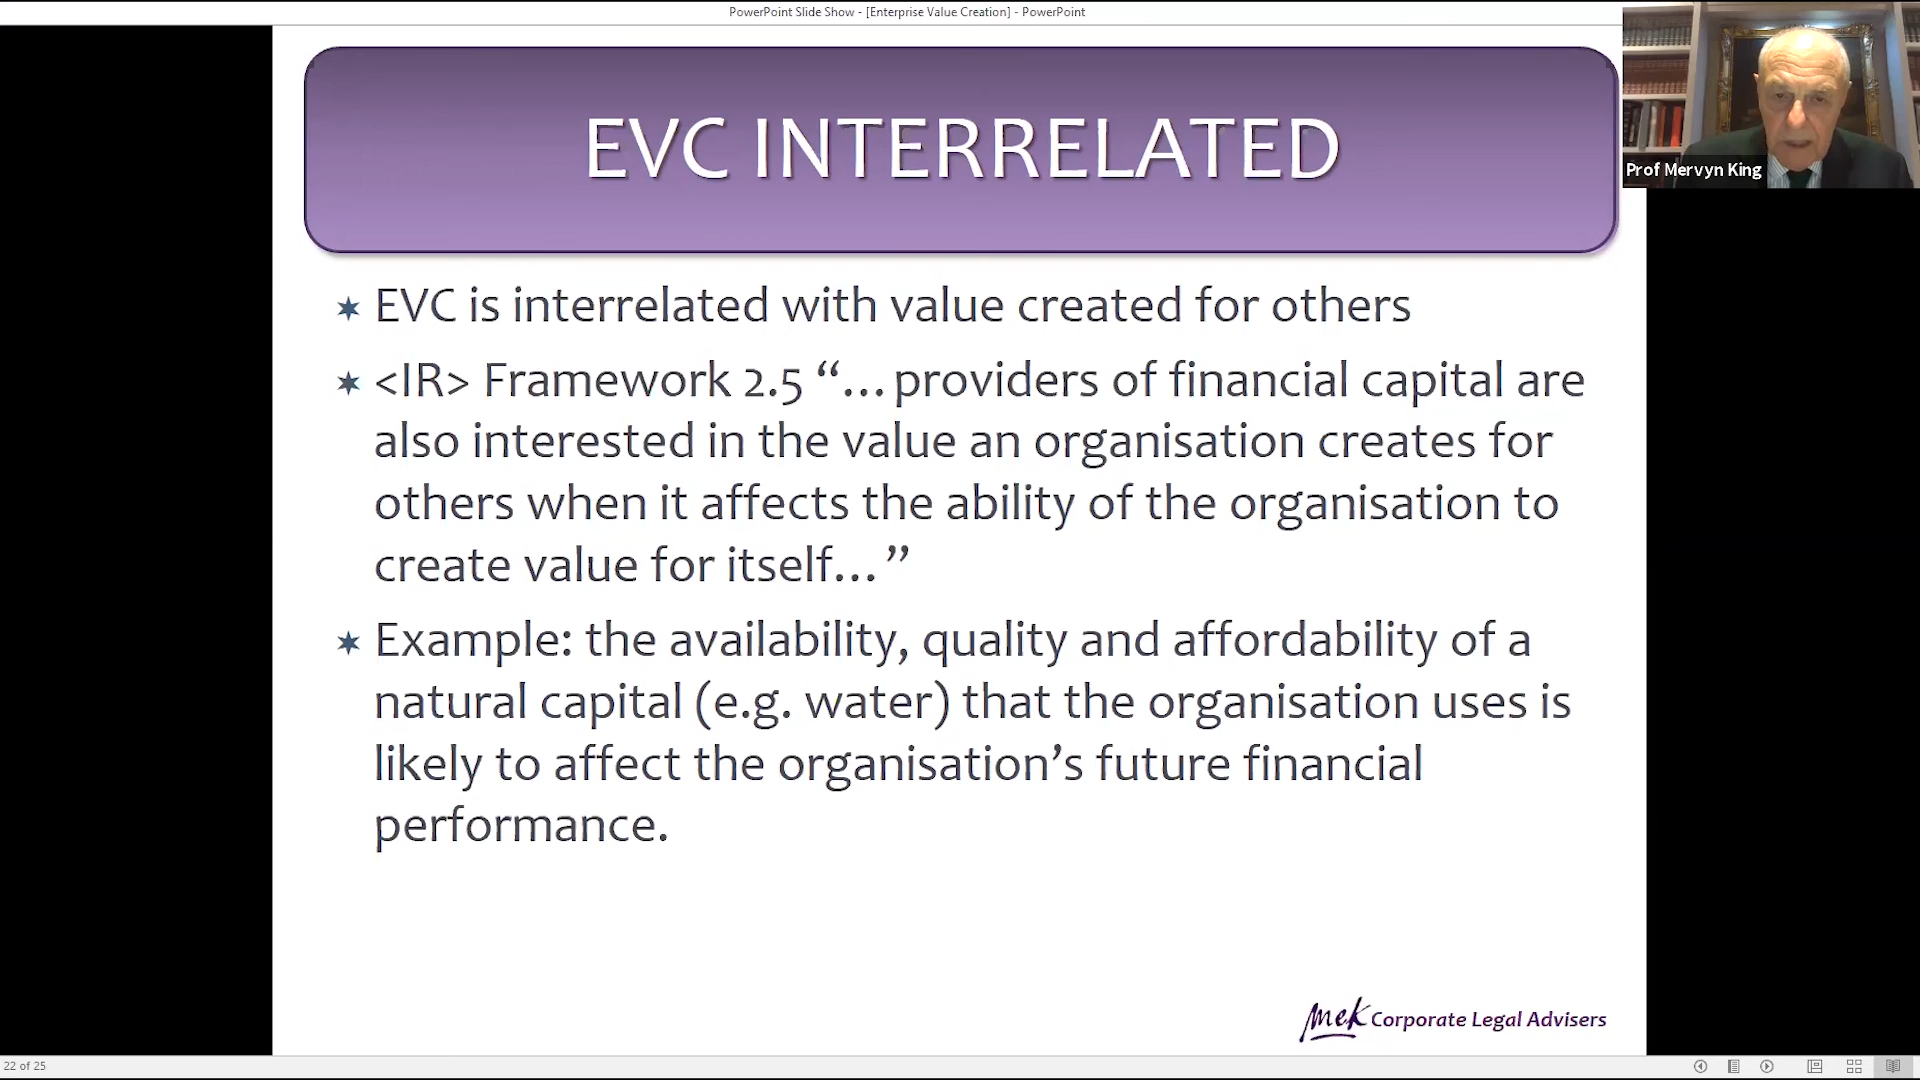 PowerPoint Slide Show - [Enterprise Value Creation] - PowerPoint
EVC INTERRELATED
Prof Mervyn King
EVC is interrelated with value created for others
<IR> Framework 2.5 “… providers of financial capital are
also interested in the value an organisation creates for
others when it affects the ability of the organisation to
create value for itself… ”
Example: the availability, quality and affordability of a
natural capital (e.g. water) that the organisation uses is
likely to affect the organisation’s future financial
performance.
mek Corporate Legal Advisers
22 of 25